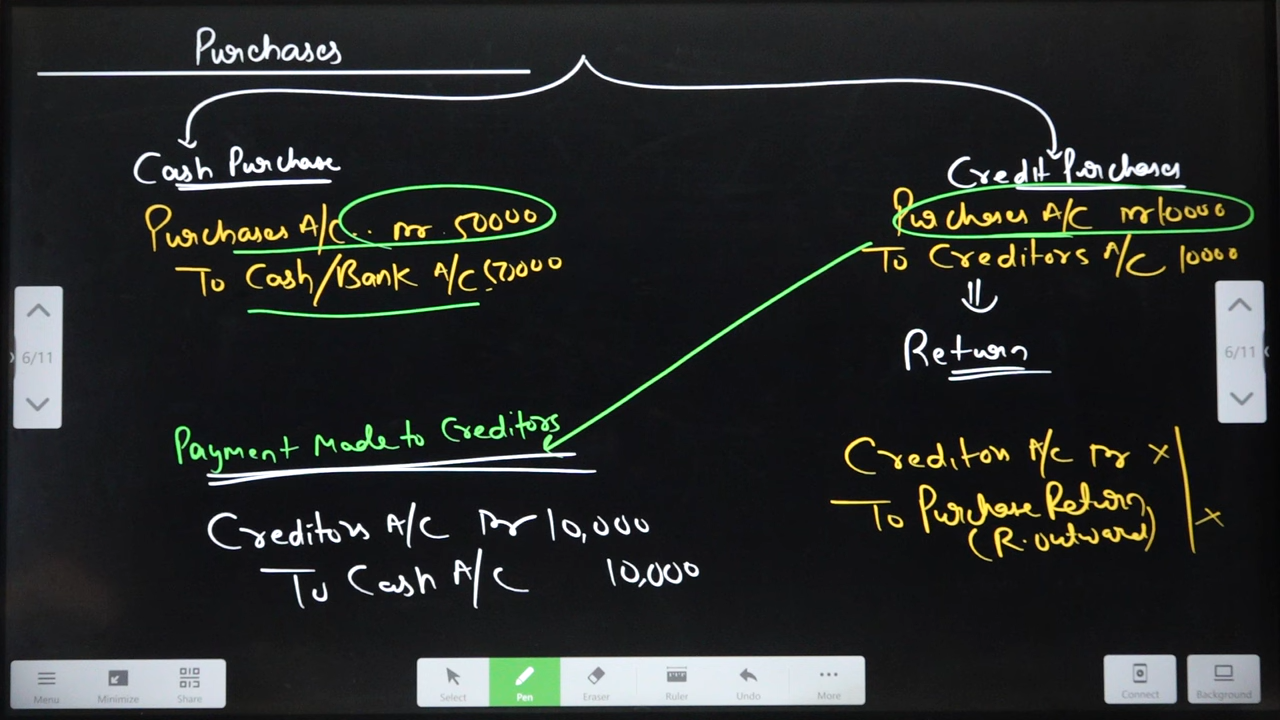 Purchases
Cash Purchase
Purchases A/C .. Dr. 50000
To Cash/Bank A/C 50000
Credit Purchases
Purchases A/C Dr 10000
To Creditors A/C 10000
Return
Payment Made to Creditors
Creditors A/C Dr 10,000
To Cash A/C 10,000
Creditors A/C Dr x
To Purchase Return x
(R. outward)
6/11
6/11
Menu
Minimize
Share
Select
Pen
Eraser
Ruler
Undo
More
Connect
Background